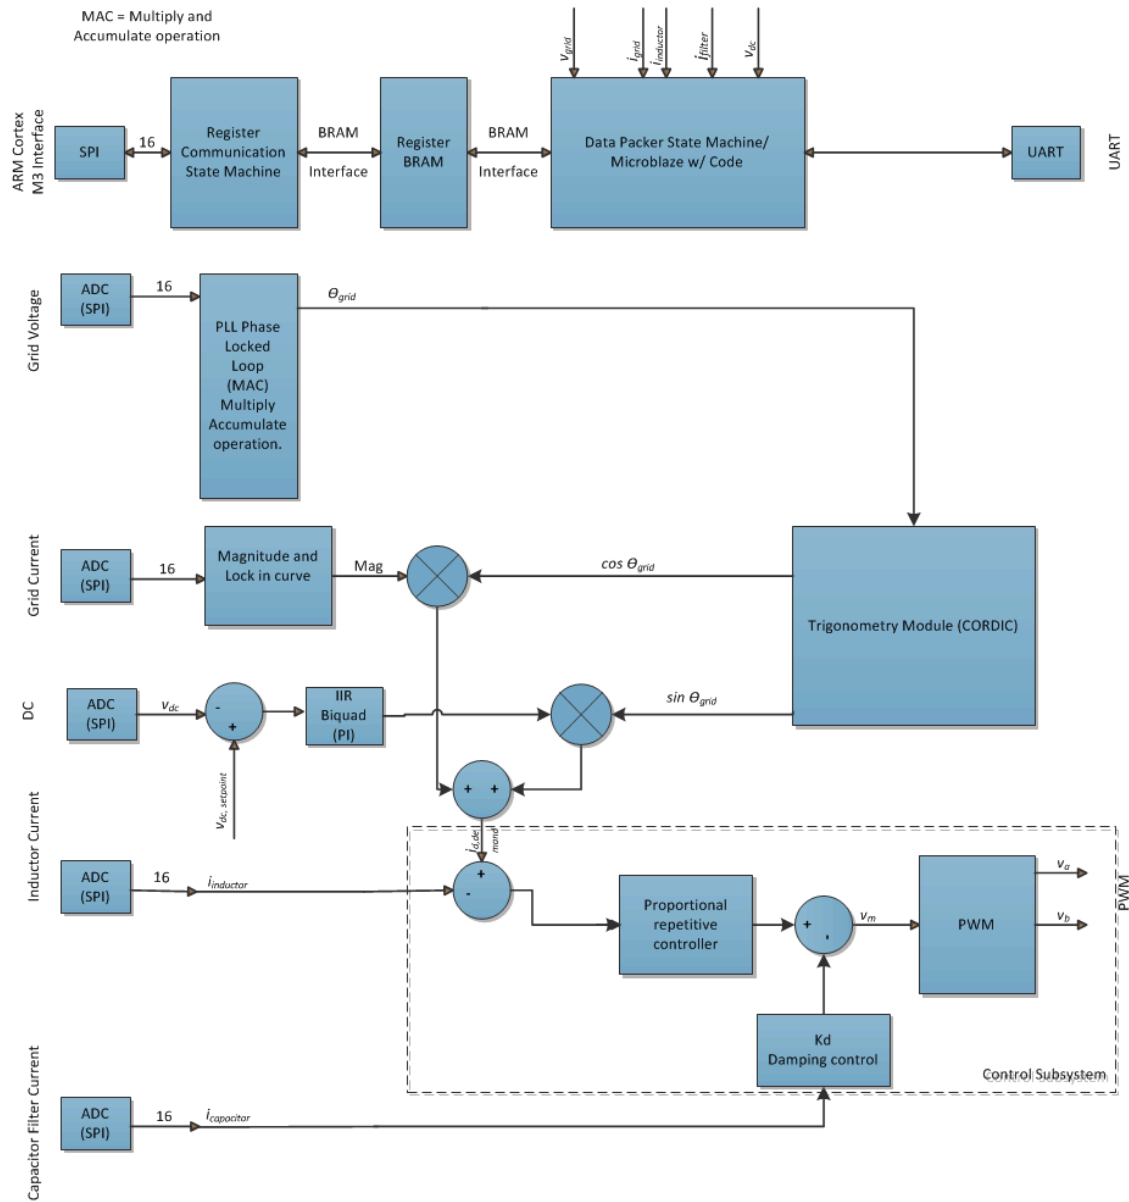 MAC = Multiply and
Accumulate operation
v_grid
i_grid
i_inductor
i_filter
v_dc
ARM Cortex
M3 Interface
SPI
16
Register
Communication
State Machine
BRAM
Interface
Register
BRAM
BRAM
Interface
Data Packer State Machine/
Microblaze w/ Code
UART
UART
Grid Voltage
ADC
(SPI)
16
PLL Phase
Locked
Loop
(MAC)
Multiply
Accumulate
operation.
θ_grid
Grid Current
ADC
(SPI)
16
Magnitude and
Lock in curve
Mag
cos θ_grid
Trigonometry Module (CORDIC)
DC
ADC
(SPI)
v_dc
-
+
v_dc, setpoint
IIR
Biquad
(PI)
sin θ_grid
+ +
i_d,de
mand
Inductor Current
ADC
(SPI)
16
i_inductor
+
-
Proportional
repetitive
controller
+
-
v_m
PWM
v_a
v_b
PWM
Kd
Damping control
Control Subsystem
Control Subsystem
Capacitor Filter Current
ADC
(SPI)
16
i_capacitor